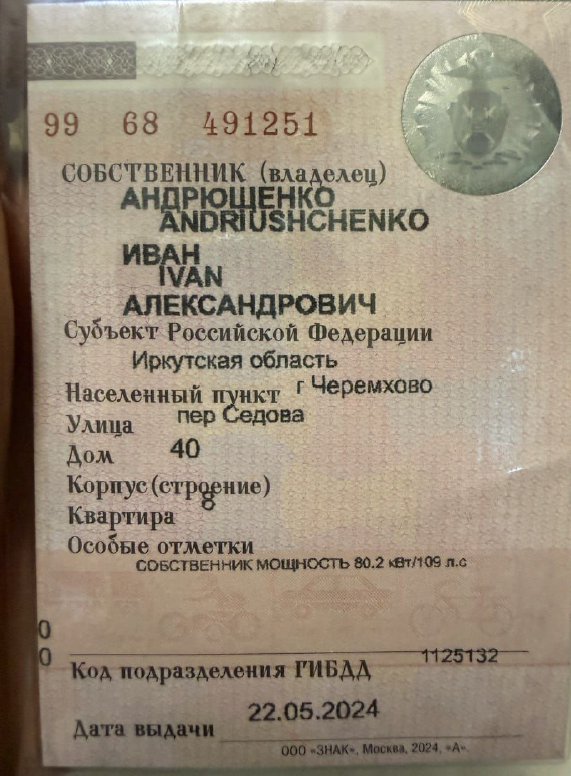 99 68 491251
СОБСТВЕННИК (владелец)
АНДРЮЩЕНКО
ANDRIUSHCHENKO
ИВАН
IVAN
АЛЕКСАНДРОВИЧ
Субъект Российской Федерации
Иркутская область
Населенный пункт г Черемхово
Улица пер Седова
Дом 40
Корпус (строение)
Квартира 8
Особые отметки
СОБСТВЕННИК МОЩНОСТЬ 80.2 кВт/109 л.с
0
0
Код подразделения ГИБДД 1125132
Дата выдачи 22.05.2024
ООО «ЗНАК», Москва, 2024, «А».